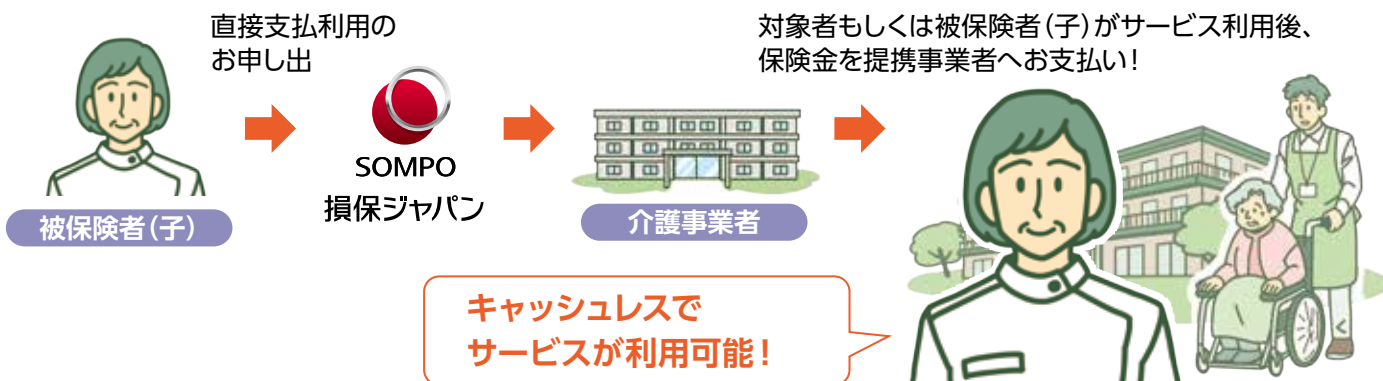 直接支払利用の
お申し出
対象者もしくは被保険者(子)がサービス利用後、
保険金を提携事業者へお支払い!
SOMPO
損保ジャパン
被保険者(子)
介護事業者
キャッシュレスで
サービスが利用可能!